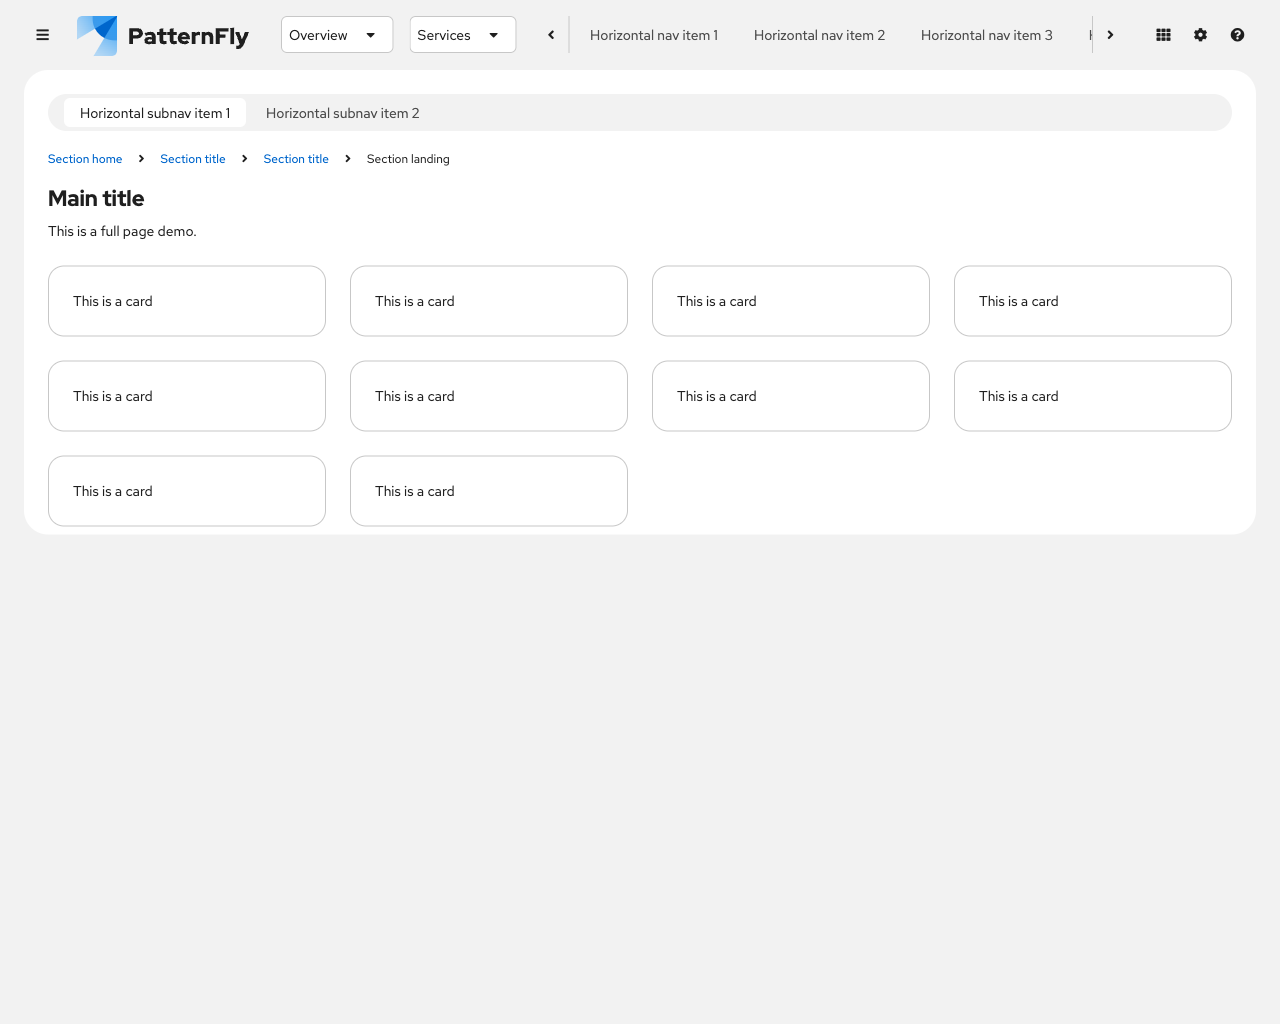 PatternFly Overview Services Horizontal nav item 1 Horizontal nav item 2 Horizontal nav item 3
Horizontal subnav item 1 Horizontal subnav item 2
Section home Section title Section title Section landing
Main title
This is a full page demo.
This is a card This is a card This is a card This is a card
This is a card This is a card This is a card This is a card
This is a card This is a card